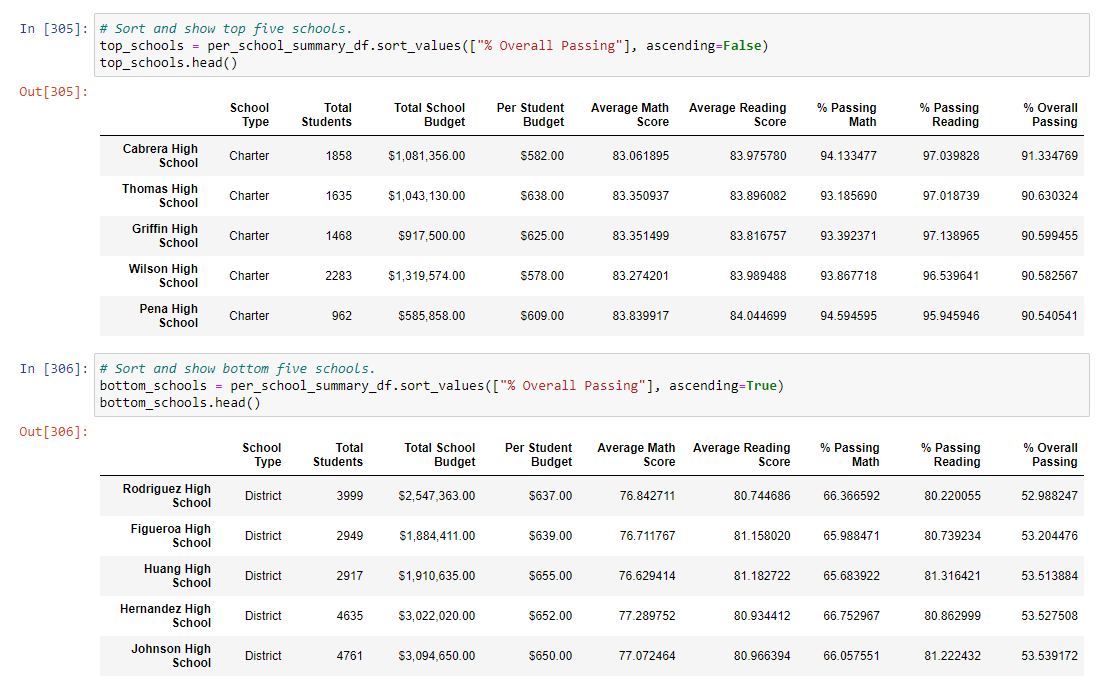 In [305]: # Sort and show top five schools.
top_schools = per_school_summary_df.sort_values(["% Overall Passing"], ascending=False)
top_schools.head()
Out[305]:
School Total Total School Per Student Average Math Average Reading % Passing % Passing % Overall
Type Students Budget Budget Score Score Math Reading Passing
Cabrera High School Charter 1858 $1,081,356.00 $582.00 83.061895 83.975780 94.133477 97.039828 91.334769
Thomas High School Charter 1635 $1,043,130.00 $638.00 83.350937 83.896082 93.185690 97.018739 90.630324
Griffin High School Charter 1468 $917,500.00 $625.00 83.351499 83.816757 93.392371 97.138965 90.599455
Wilson High School Charter 2283 $1,319,574.00 $578.00 83.274201 83.989488 93.867718 96.539641 90.582567
Pena High School Charter 962 $585,858.00 $609.00 83.839917 84.044699 94.594595 95.945946 90.540541
In [306]: # Sort and show bottom five schools.
bottom_schools = per_school_summary_df.sort_values(["% Overall Passing"], ascending=True)
bottom_schools.head()
Out[306]:
School Total Total School Per Student Average Math Average Reading % Passing % Passing % Overall
Type Students Budget Budget Score Score Math Reading Passing
Rodriguez High School District 3999 $2,547,363.00 $637.00 76.842711 80.744686 66.366592 80.220055 52.988247
Figueroa High School District 2949 $1,884,411.00 $639.00 76.711767 81.158020 65.988471 80.739234 53.204476
Huang High School District 2917 $1,910,635.00 $655.00 76.629414 81.182722 65.683922 81.316421 53.513884
Hernandez High School District 4635 $3,022,020.00 $652.00 77.289752 80.934412 66.752967 80.862999 53.527508
Johnson High School District 4761 $3,094,650.00 $650.00 77.072464 80.966394 66.057551 81.222432 53.539172